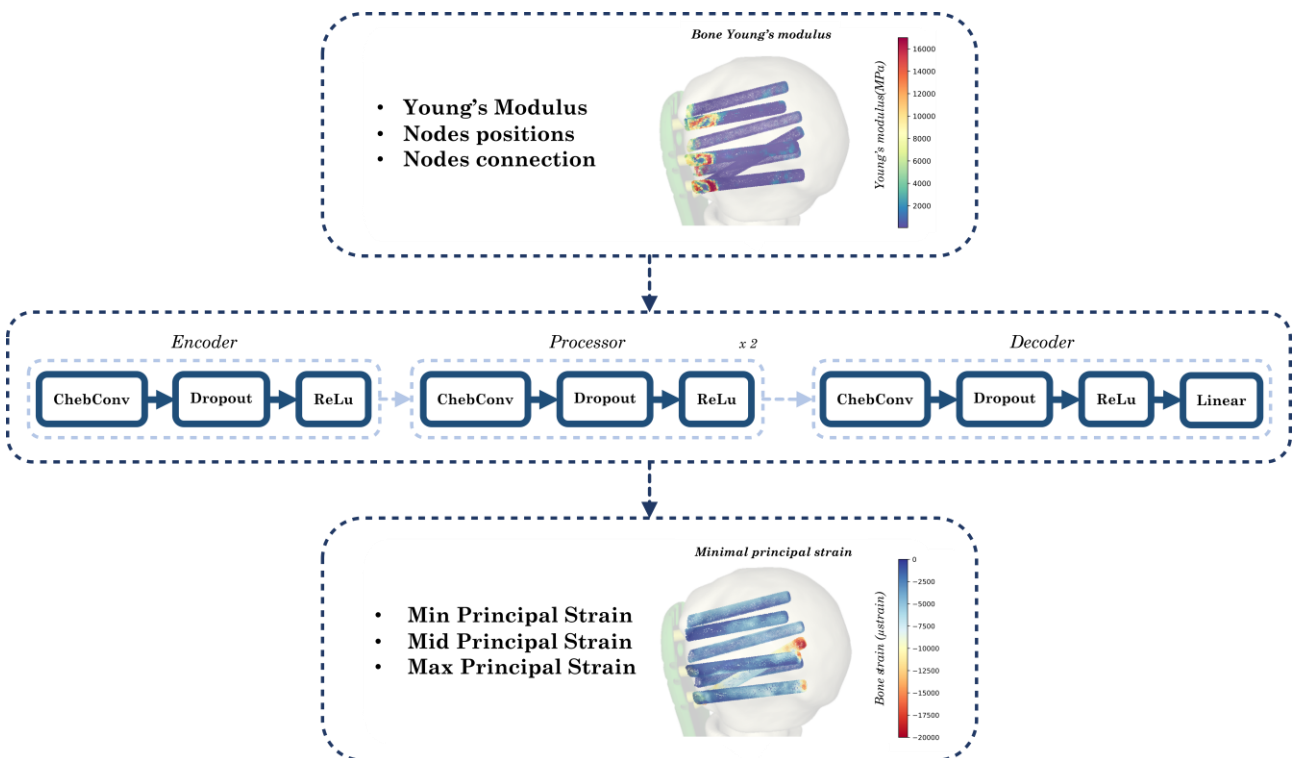 Bone Young's modulus
• Young's Modulus
• Nodes positions
• Nodes connection
Young's modulus(MPa)
16000
14000
12000
10000
8000
6000
4000
2000
Encoder
Processor
x 2
Decoder
ChebConv
Dropout
ReLu
ChebConv
Dropout
ReLu
ChebConv
Dropout
ReLu
Linear
Minimal principal strain
• Min Principal Strain
• Mid Principal Strain
• Max Principal Strain
Bone strain (μstrain)
0
−2500
−5000
−7500
−10000
−12500
−15000
−17500
−20000